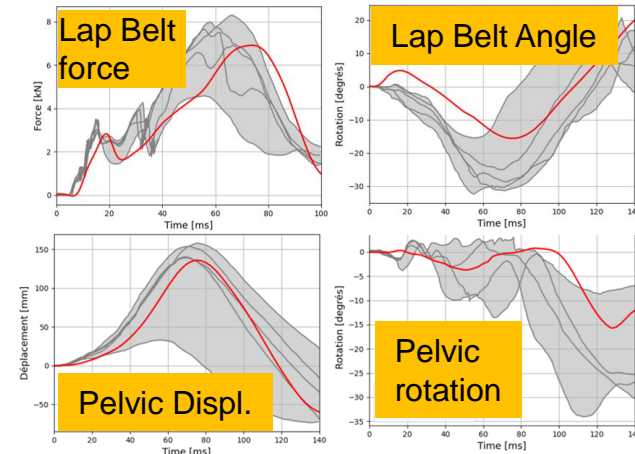 Lap Belt
force
Force [kN]
8
6
4
2
0
0 20 40 60 80 100
Time [ms]
Lap Belt Angle
Rotation [degrés]
20
10
0
−10
−20
−30
0 20 40 60 80 100 120 140
Time [ms]
Pelvic Displ.
Déplacement [mm]
150
100
50
0
−50
0 20 40 60 80 100 120 140
Time [ms]
Pelvic
rotation
Rotation [degrés]
0
−5
−10
−15
−20
−25
−30
−35
0 20 40 60 80 100 120 140
Time [ms]